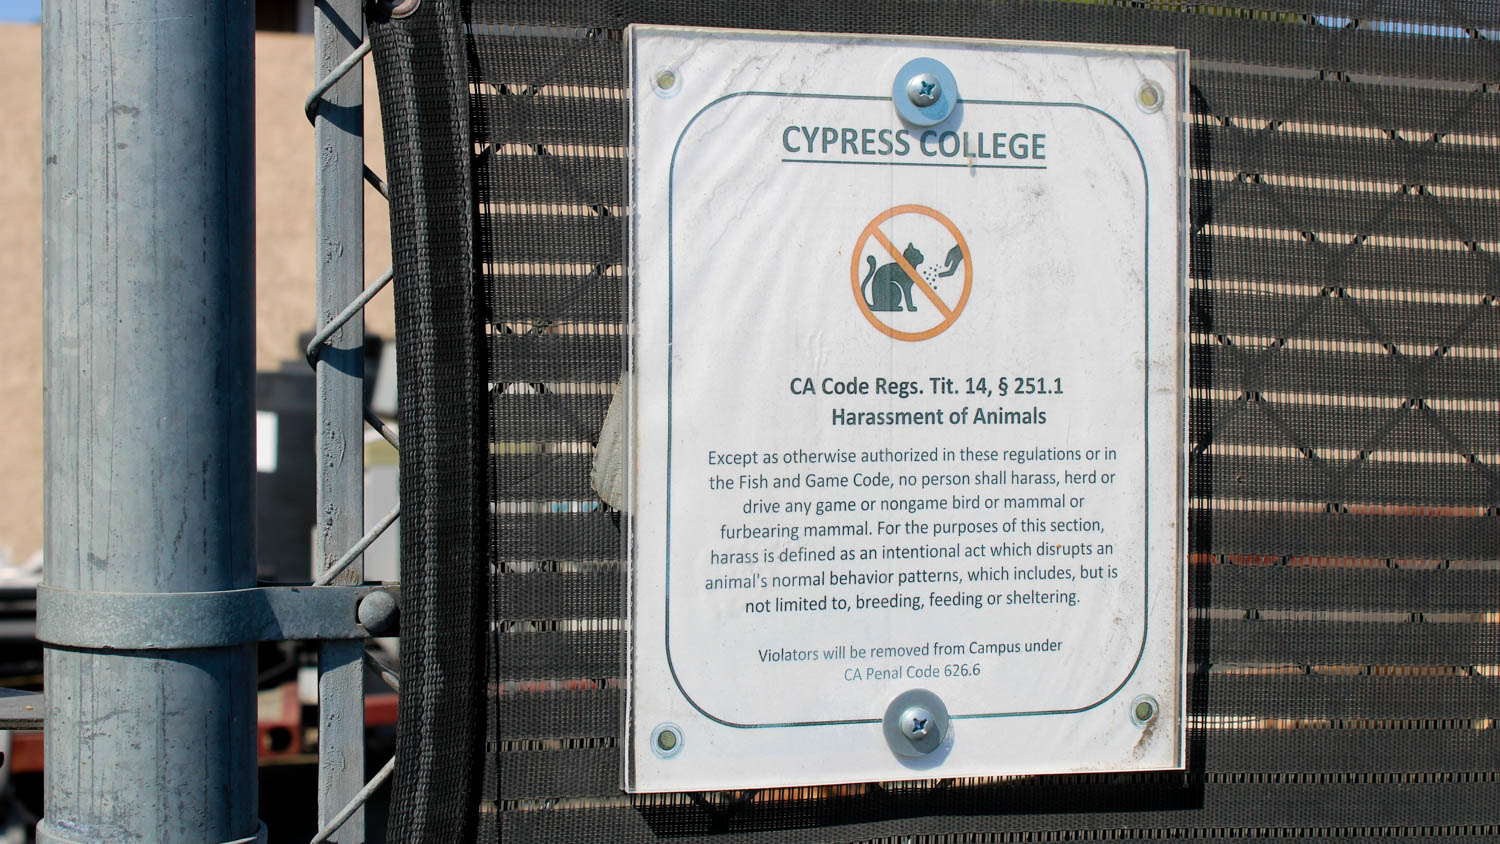 CYPRESS COLLEGE
CA Code Regs. Tit. 14, § 251.1
Harassment of Animals
Except as otherwise authorized in these regulations or in
the Fish and Game Code, no person shall harass, herd or
drive any game or nongame bird or mammal or
furbearing mammal. For the purposes of this section,
harass is defined as an intentional act which disrupts an
animal's normal behavior patterns, which includes, but is
not limited to, breeding, feeding or sheltering.
Violators will be removed from Campus under
CA Penal Code 626.6